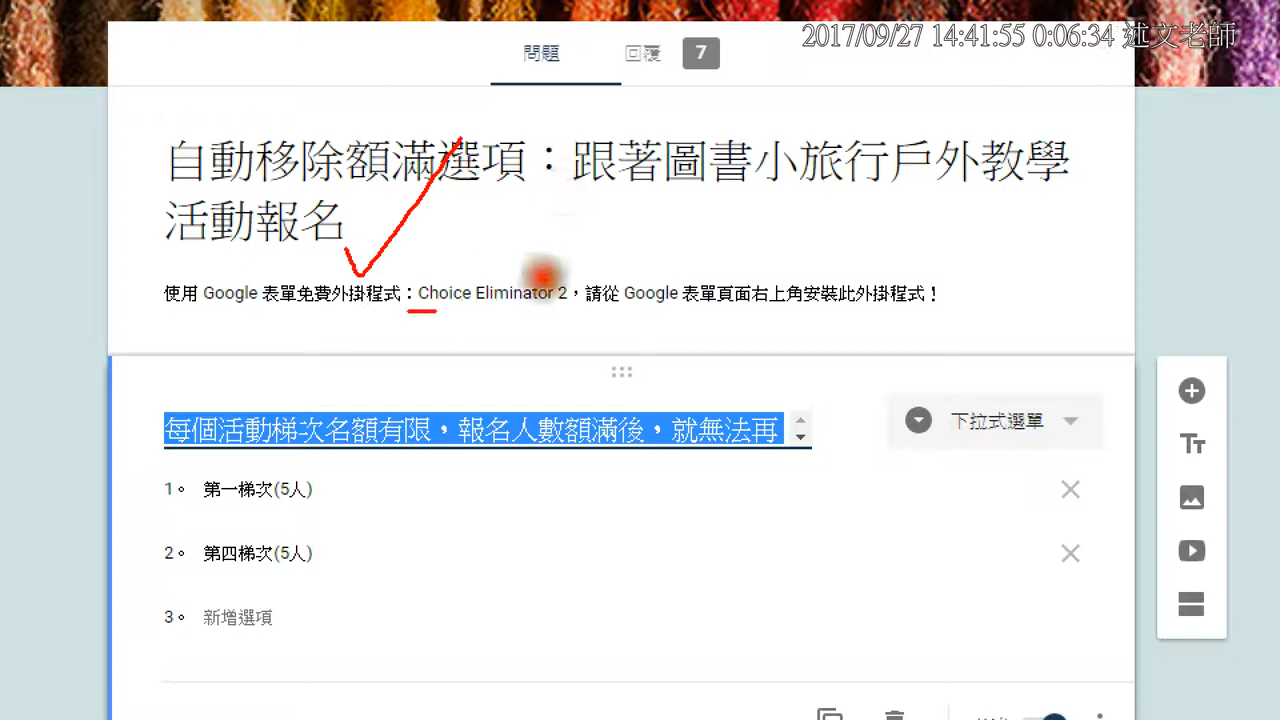 2017/09/27 14:41:55 0:06:34 述文老師
問題 回覆 7
自動移除額滿選項：跟著圖書小旅行戶外教學
活動報名
使用 Google 表單免費外掛程式：Choice Eliminator 2，請從 Google 表單頁面右上角安裝此外掛程式！
每個活動梯次名額有限，報名人數額滿後，就無法再
下拉式選單
1。 第一梯次(5人)
2。 第四梯次(5人)
3。 新增選項